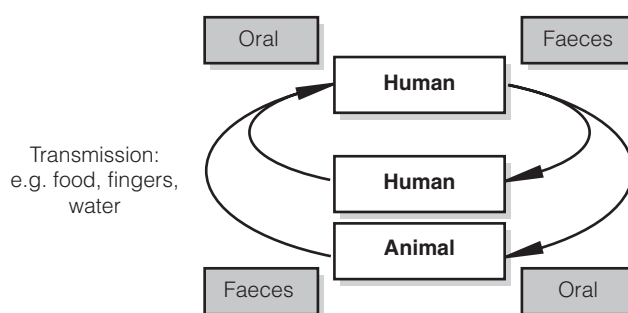 Oral
Faeces
Human
Transmission:
e.g. food, fingers,
water
Human
Animal
Faeces
Oral